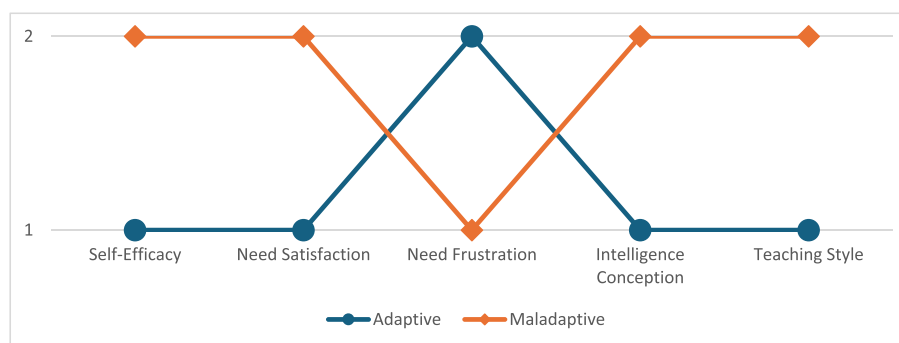 2
1
Self-Efficacy
Need Satisfaction
Need Frustration
Intelligence
Conception
Teaching Style
Adaptive
Maladaptive